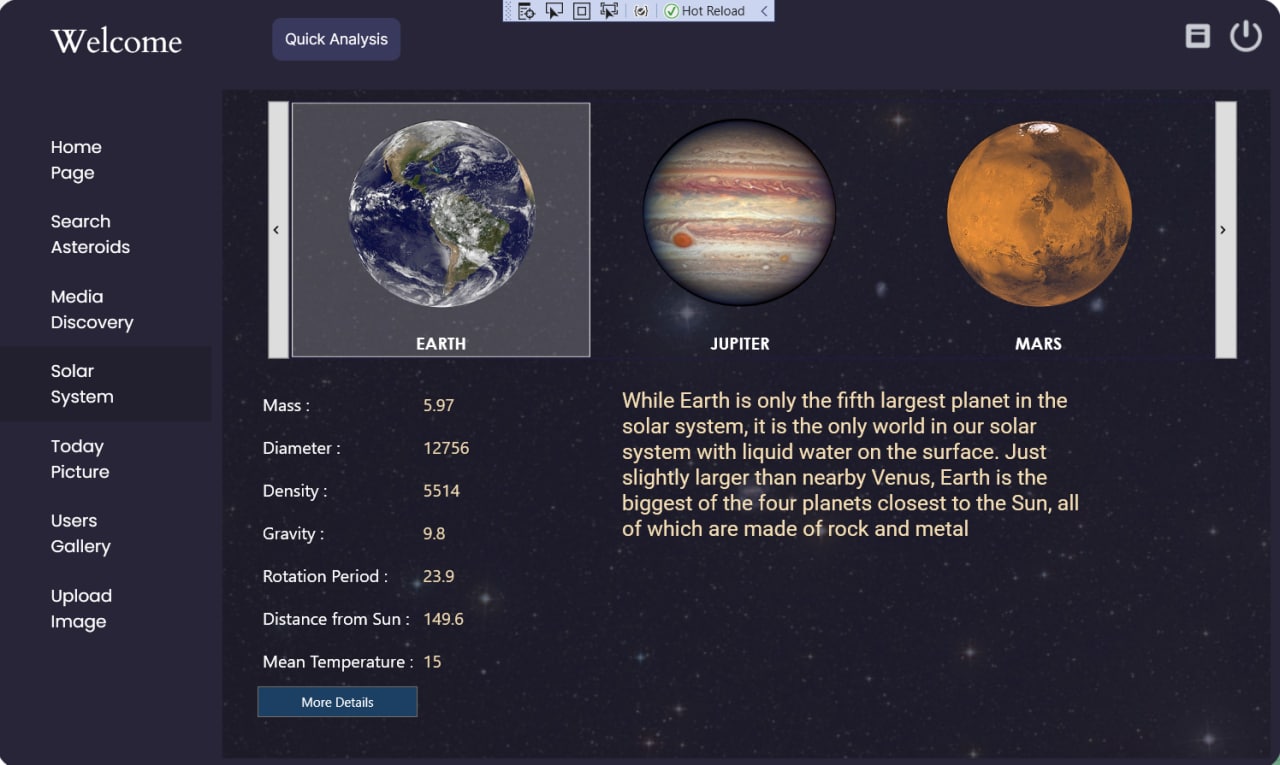 Hot Reload
Welcome
Quick Analysis
Home
Page
Search
Asteroids
Media
Discovery
Solar
System
Today
Picture
Users
Gallery
Upload
Image
‹
EARTH
JUPITER
MARS
›
Mass : 5.97
Diameter : 12756
Density : 5514
Gravity : 9.8
Rotation Period : 23.9
Distance from Sun : 149.6
Mean Temperature : 15
More Details
While Earth is only the fifth largest planet in the
solar system, it is the only world in our solar
system with liquid water on the surface. Just
slightly larger than nearby Venus, Earth is the
biggest of the four planets closest to the Sun, all
of which are made of rock and metal